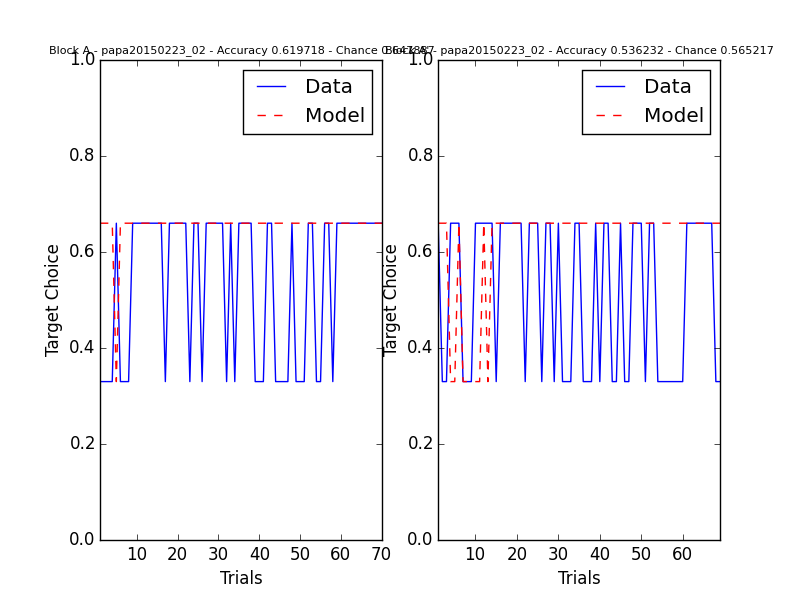 Block A - papa20150223_02 - Accuracy 0.619718 - Chance
- papa20150223_02 - Accuracy 0.536232 - Chance 0.565217
Data
Model
Data
Model
1.0
0.8
0.6
0.4
0.2
0.0
Target Choice
10 20 30 40 50 60 70
Trials
1.0
0.8
0.6
0.4
0.2
0.0
Target Choice
10 20 30 40 50 60
Trials